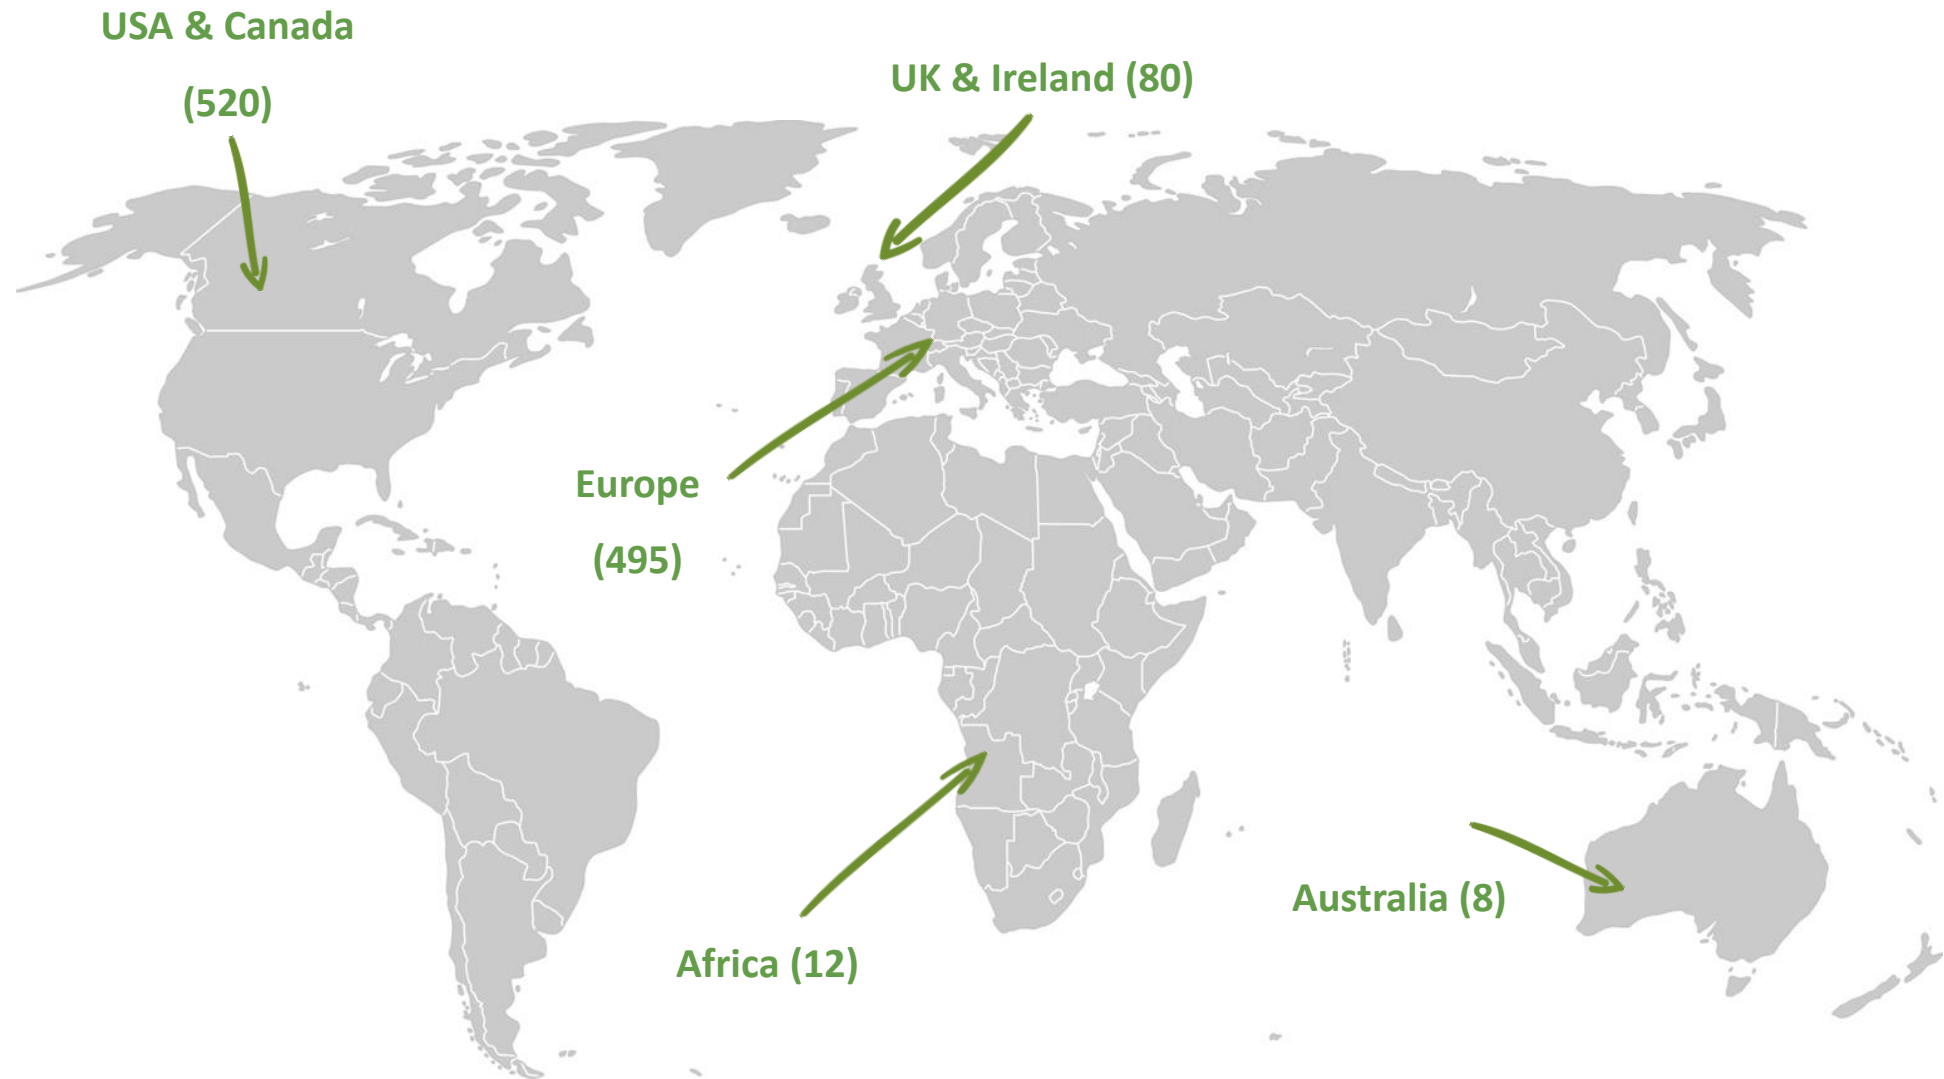 USA & Canada
(520)
UK & Ireland (80)
Europe
(495)
Africa (12)
Australia (8)